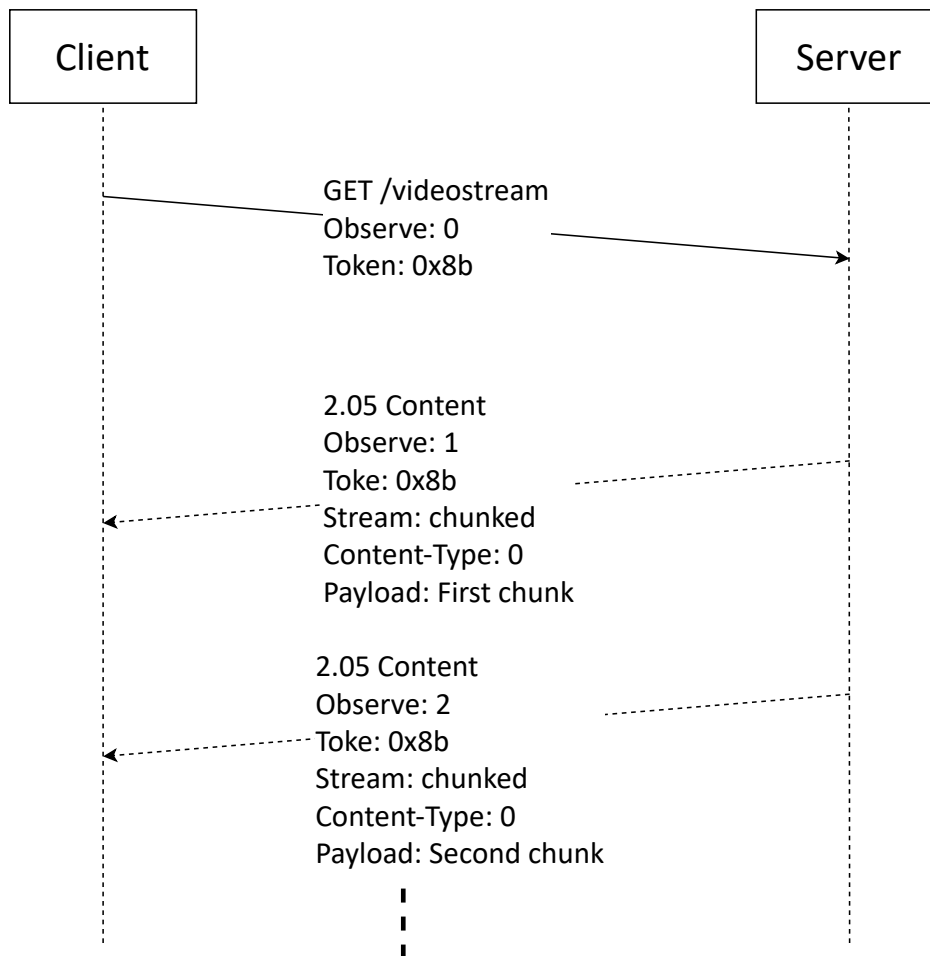 Client
Server
GET /videostream
Observe: 0
Token: 0x8b
2.05 Content
Observe: 1
Toke: 0x8b
Stream: chunked
Content-Type: 0
Payload: First chunk
2.05 Content
Observe: 2
Toke: 0x8b
Stream: chunked
Content-Type: 0
Payload: Second chunk